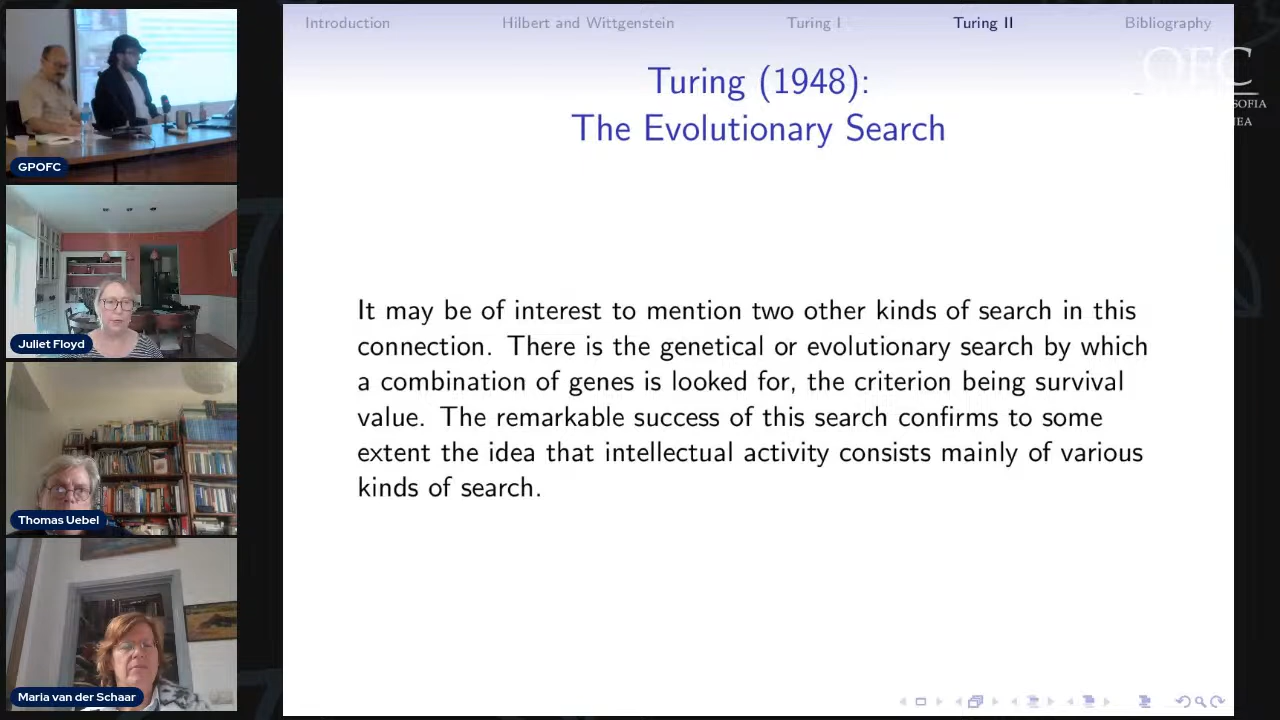 Introduction
Hilbert and Wittgenstein
Turing I
Turing II
Bibliography
Turing (1948):
The Evolutionary Search
It may be of interest to mention two other kinds of search in this
connection. There is the genetical or evolutionary search by which
a combination of genes is looked for, the criterion being survival
value. The remarkable success of this search confirms to some
extent the idea that intellectual activity consists mainly of various
kinds of search.
GPOFC
Juliet Floyd
Thomas Uebel
Maria van der Schaar